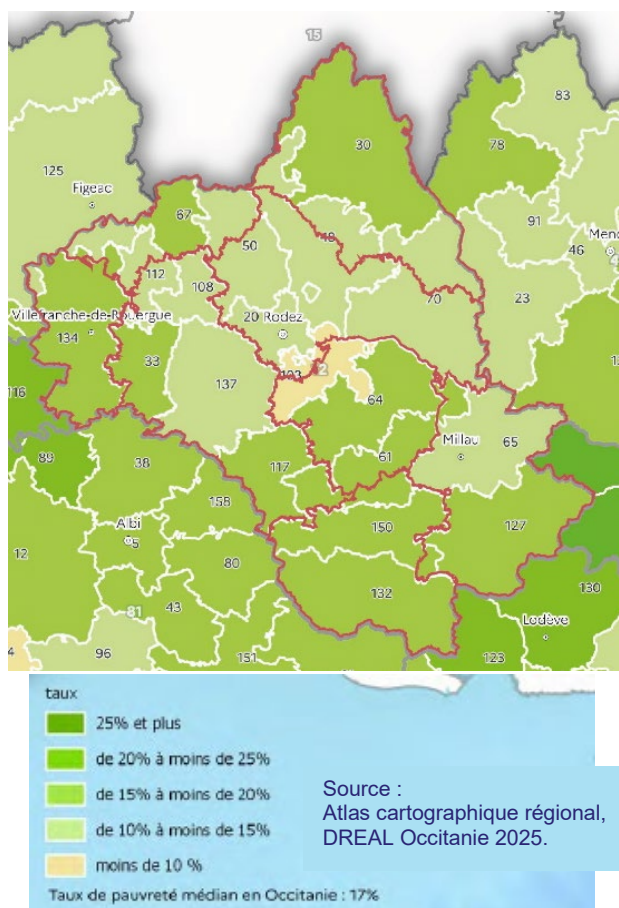 15
83
30
78
125
Figeac
67
91
50
48
46
Mend
112
108
23
70
20 Rodez
Villefranche-de-Rouergue
134
33
103
137
64
116
Millau
65
61
89
38
117
158
150
127
Albi
5
12
80
132
130
43
81
Lodève
96
151
123
taux
25% et plus
de 20% à moins de 25%
de 15% à moins de 20%
de 10% à moins de 15%
moins de 10 %
Taux de pauvreté médian en Occitanie : 17%
Source :
Atlas cartographique régional,
DREAL Occitanie 2025.